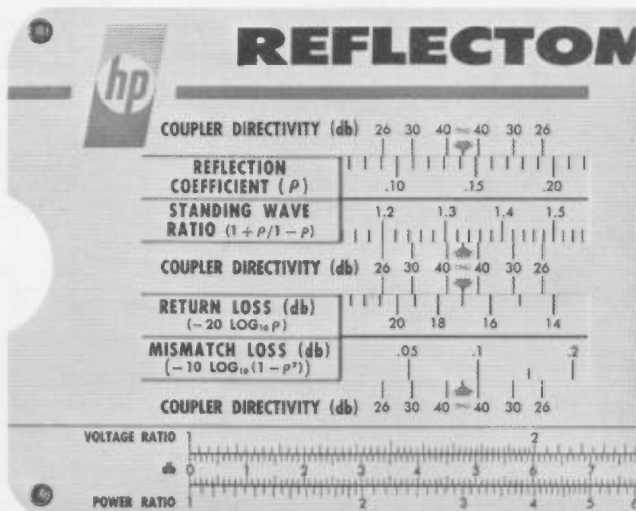 REFLECTOM
hp
COUPLER DIRECTIVITY (db) 26 30 40 ∞ 40 30 26
REFLECTION
COEFFICIENT (ρ) .10 .15 .20
STANDING WAVE 1.2 1.3 1.4 1.5
RATIO (1 + ρ/1 − ρ)
COUPLER DIRECTIVITY (db) 26 30 40 ∞ 40 30 26
RETURN LOSS (db) 20 18 16 14
(− 20 LOG₁₀ ρ)
MISMATCH LOSS (db) .05 .1 .2
(−10 LOG₁₀(1 − ρ²))
COUPLER DIRECTIVITY (db) 26 30 40 ∞ 40 30 26
VOLTAGE RATIO 1 2
db 0 1 2 3 4 5 6 7
POWER RATIO 1 2 3 4 5 6